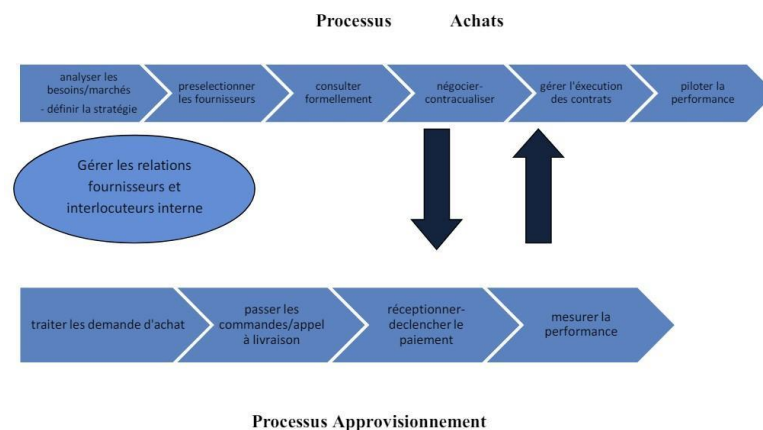 Processus Achats
analyser les
besoins/marchés
- définir la stratégie
preselectionner
les fournisseurs
consulter
formellement
négocier-
contracualiser
gérer l'éxecution
des contrats
piloter la
performance
Gérer les relations
fournisseurs et
interlocuteurs interne
traiter les demande d'achat
passer les
commandes/appel
à livraison
réceptionner-
declencher le
paiement
mesurer la
performance
Processus Approvisionnement